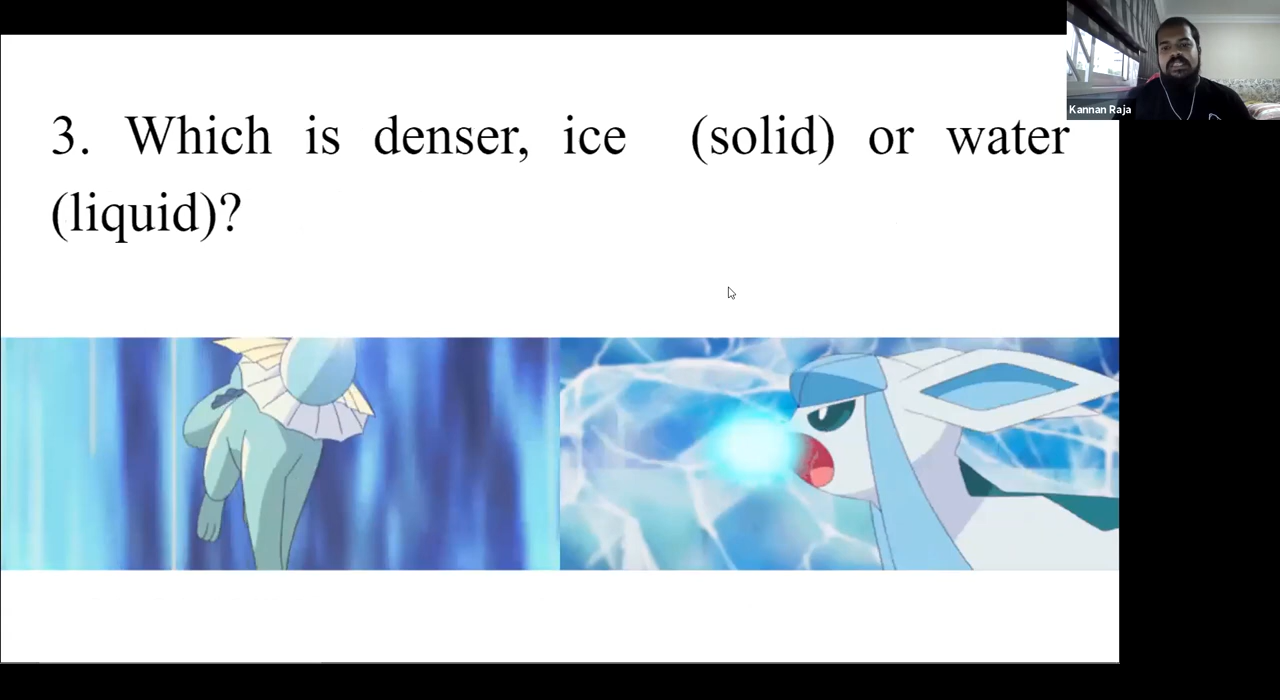 Kannan Raja
3. Which is denser, ice (solid) or water
(liquid)?